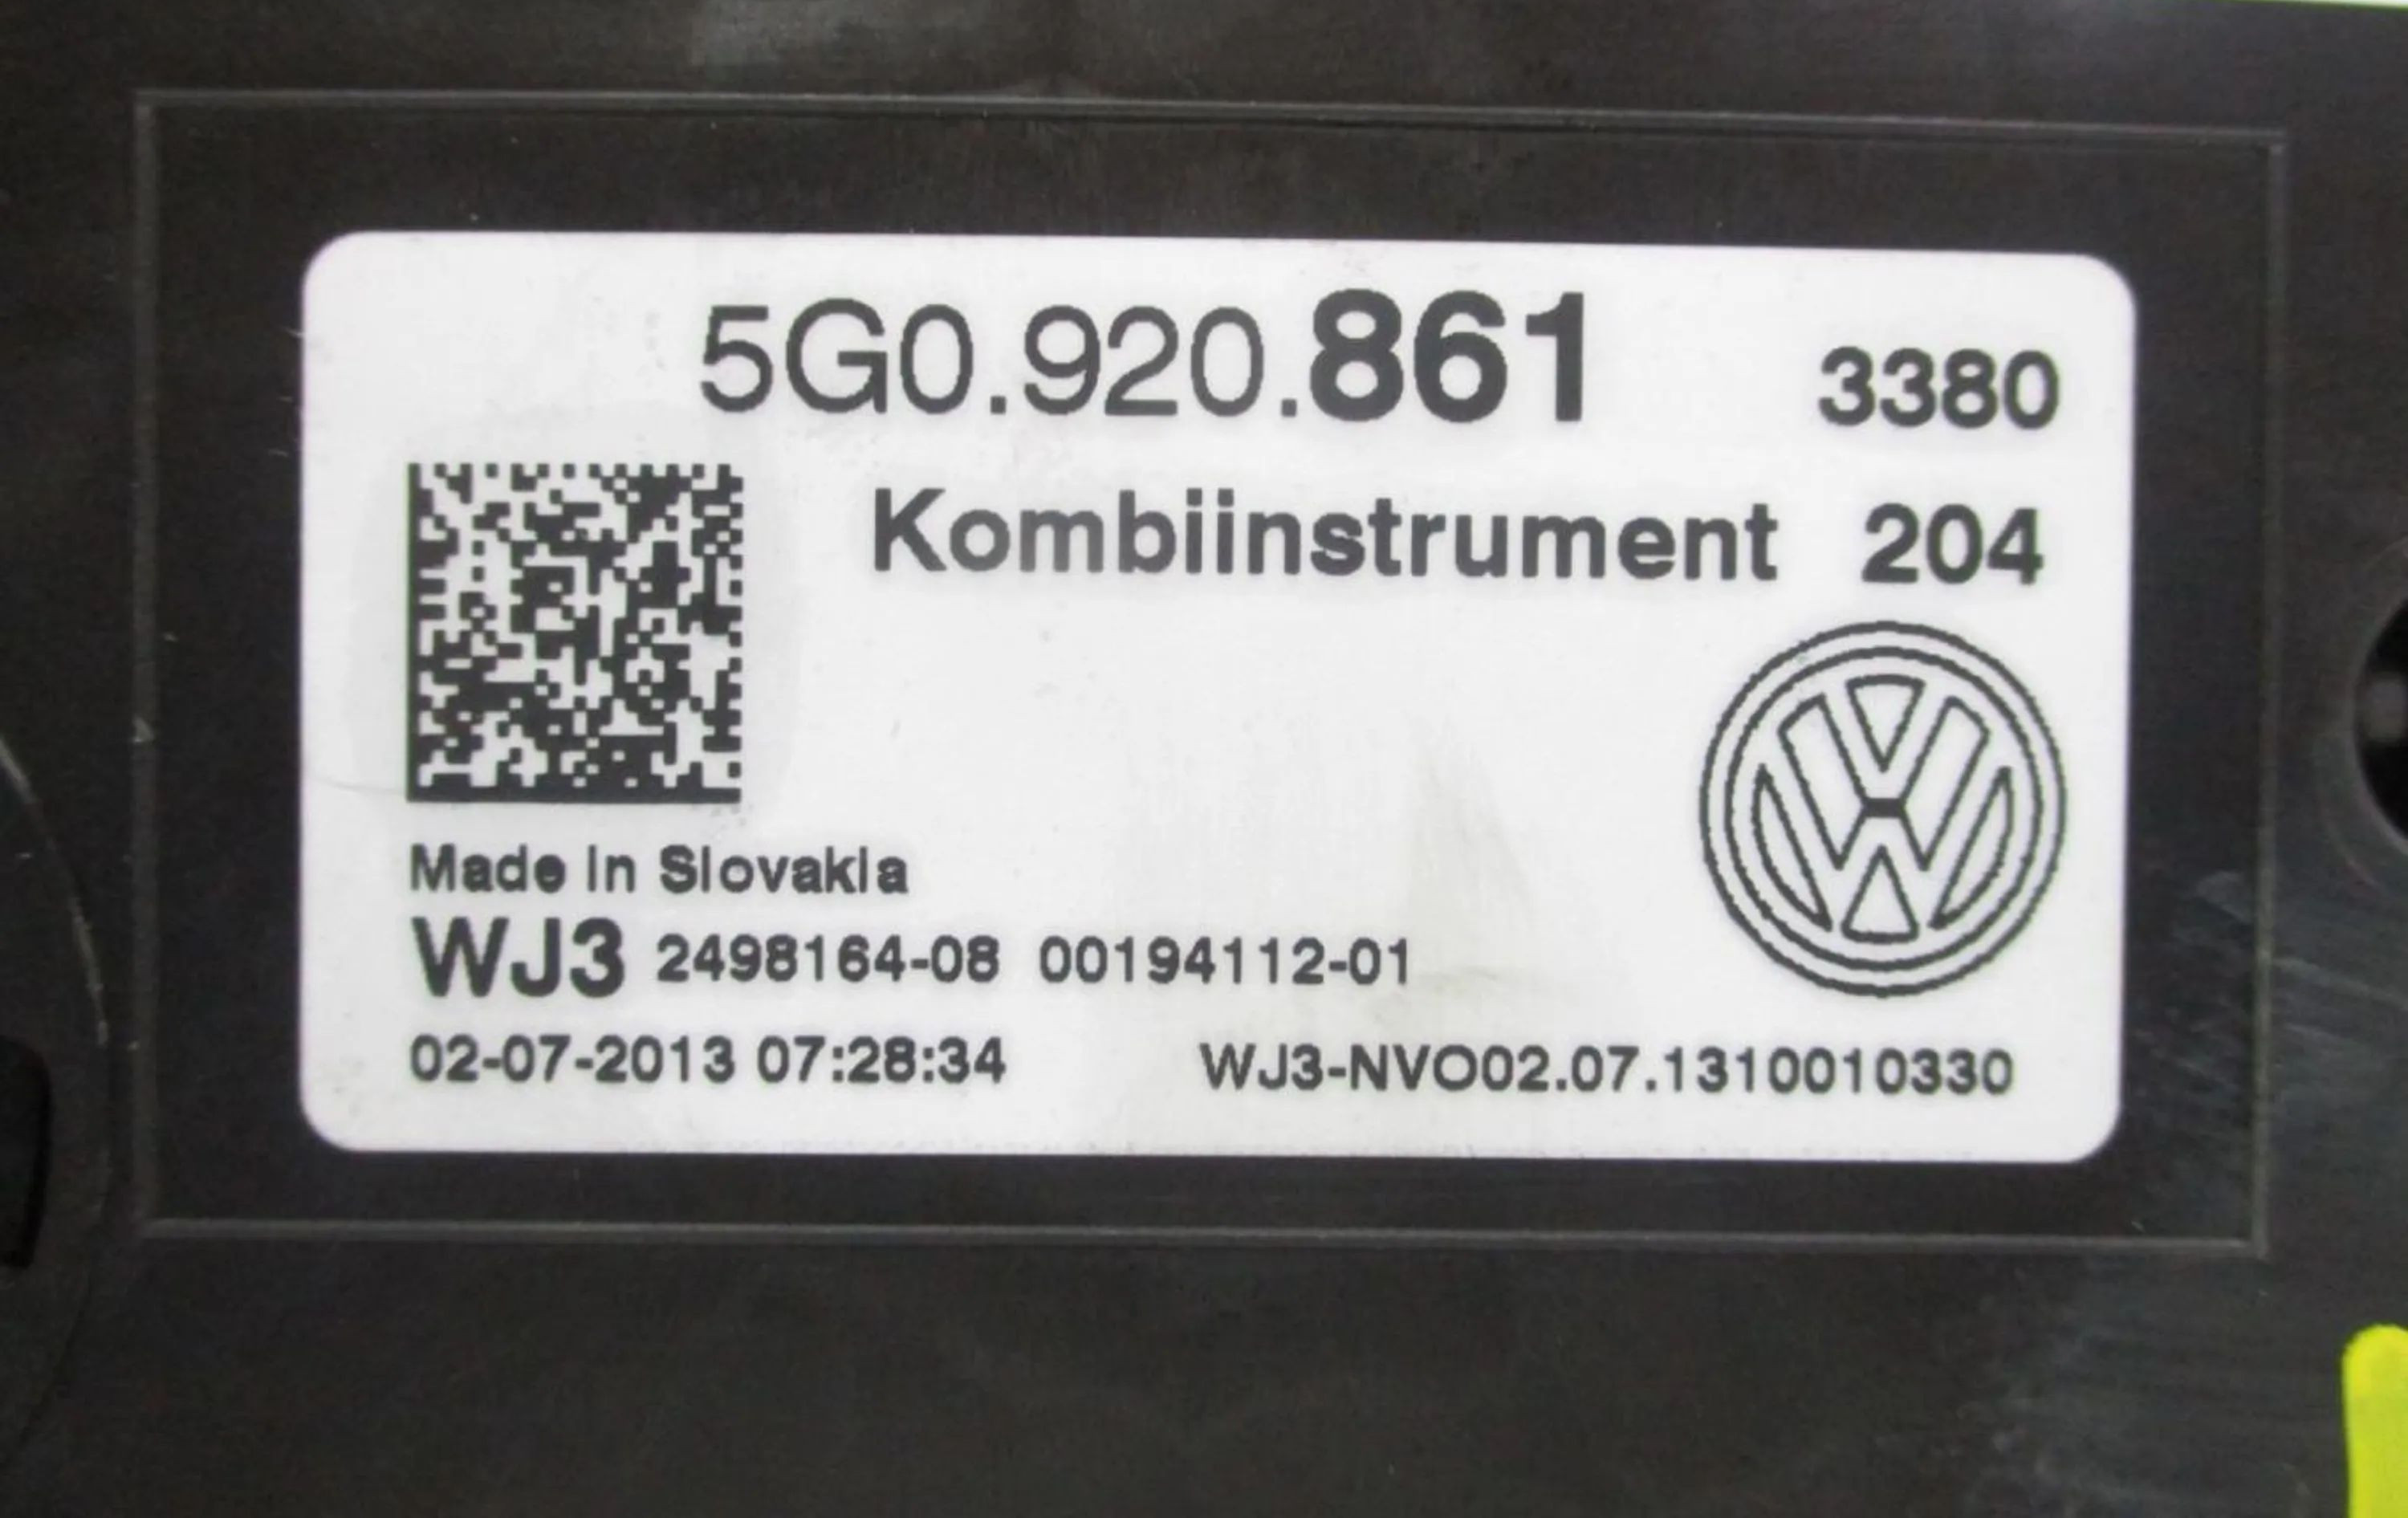 5G0.920.861 3380
Kombiinstrument 204
Made in Slovakia
WJ3 2498164-08 00194112-01
02-07-2013 07:28:34 WJ3-NVO02.07.1310010330